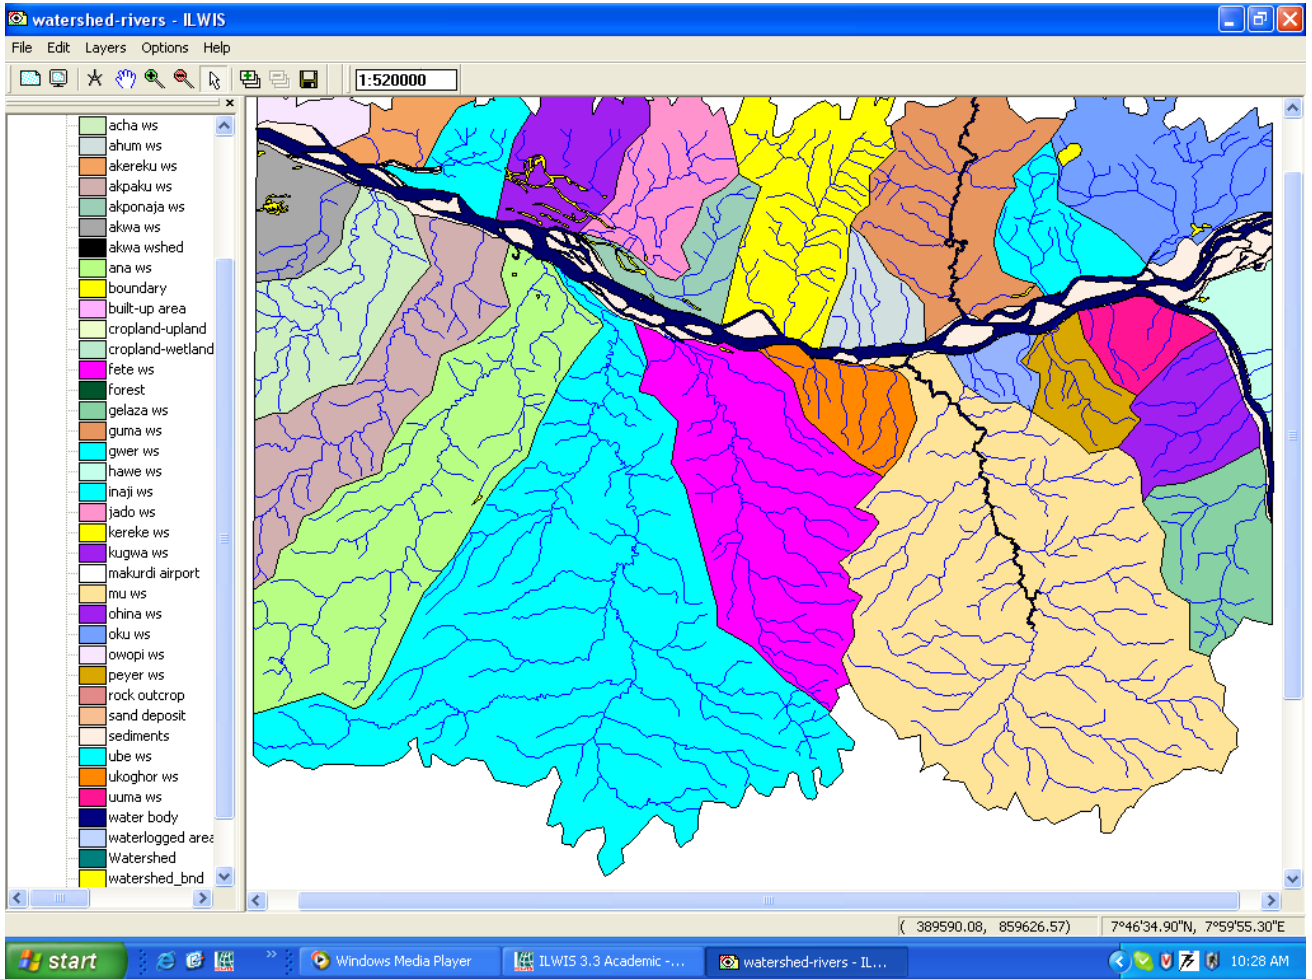 watershed-rivers - ILWIS
File Edit Layers Options Help
1:520000
acha ws
ahum ws
akereku ws
akpaku ws
akponaja ws
akwa ws
akwa wshed
ana ws
boundary
built-up area
cropland-upland
cropland-wetland
fete ws
forest
gelaza ws
guma ws
gwer ws
hawe ws
inaji ws
jado ws
kereke ws
kugwa ws
makurdi airport
mu ws
ohina ws
oku ws
owopi ws
peyer ws
rock outcrop
sand deposit
sediments
ube ws
ukoghor ws
uuma ws
water body
waterlogged area
Watershed
watershed_bnd
( 389590.08, 859626.57) 7°46'34.90"N, 7°59'55.30"E
start Windows Media Player ILWIS 3.3 Academic -... watershed-rivers - IL... 10:28 AM